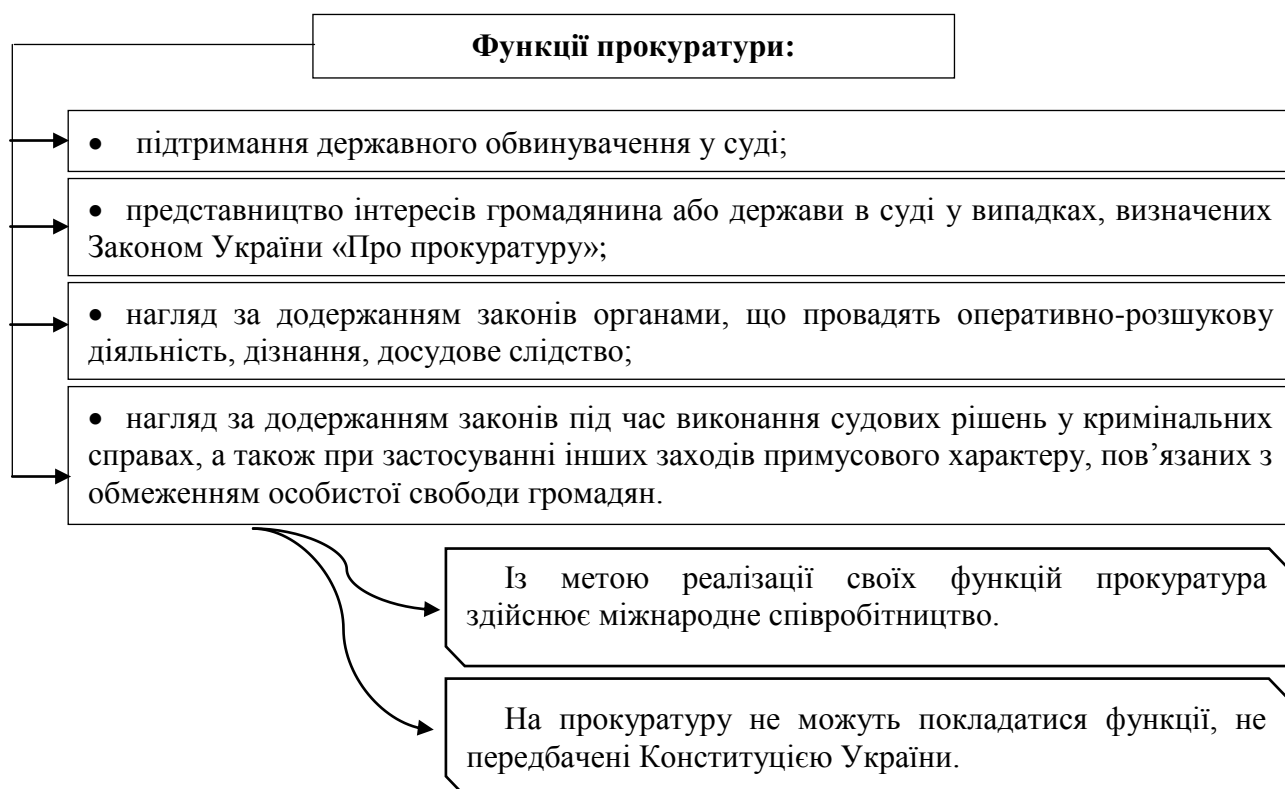 Функції прокуратури:
• підтримання державного обвинувачення у суді;
• представництво інтересів громадянина або держави в суді у випадках, визначених
Законом України «Про прокуратуру»;
• нагляд за додержанням законів органами, що провадять оперативно-розшукову
діяльність, дізнання, досудове слідство;
• нагляд за додержанням законів під час виконання судових рішень у кримінальних
справах, а також при застосуванні інших заходів примусового характеру, пов’язаних з
обмеженням особистої свободи громадян.
Із метою реалізації своїх функцій прокуратура
здійснює міжнародне співробітництво.
На прокуратуру не можуть покладатися функції, не
передбачені Конституцією України.